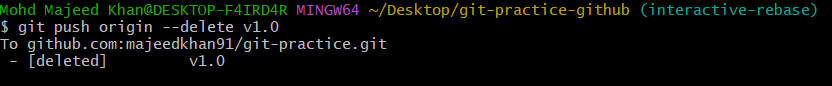 Mohd Majeed Khan@DESKTOP-F4IRD4R MINGW64 ~/Desktop/git-practice-github (interactive-rebase)
$ git push origin --delete v1.0
To github.com:majeedkhan91/git-practice.git
 - [deleted]         v1.0